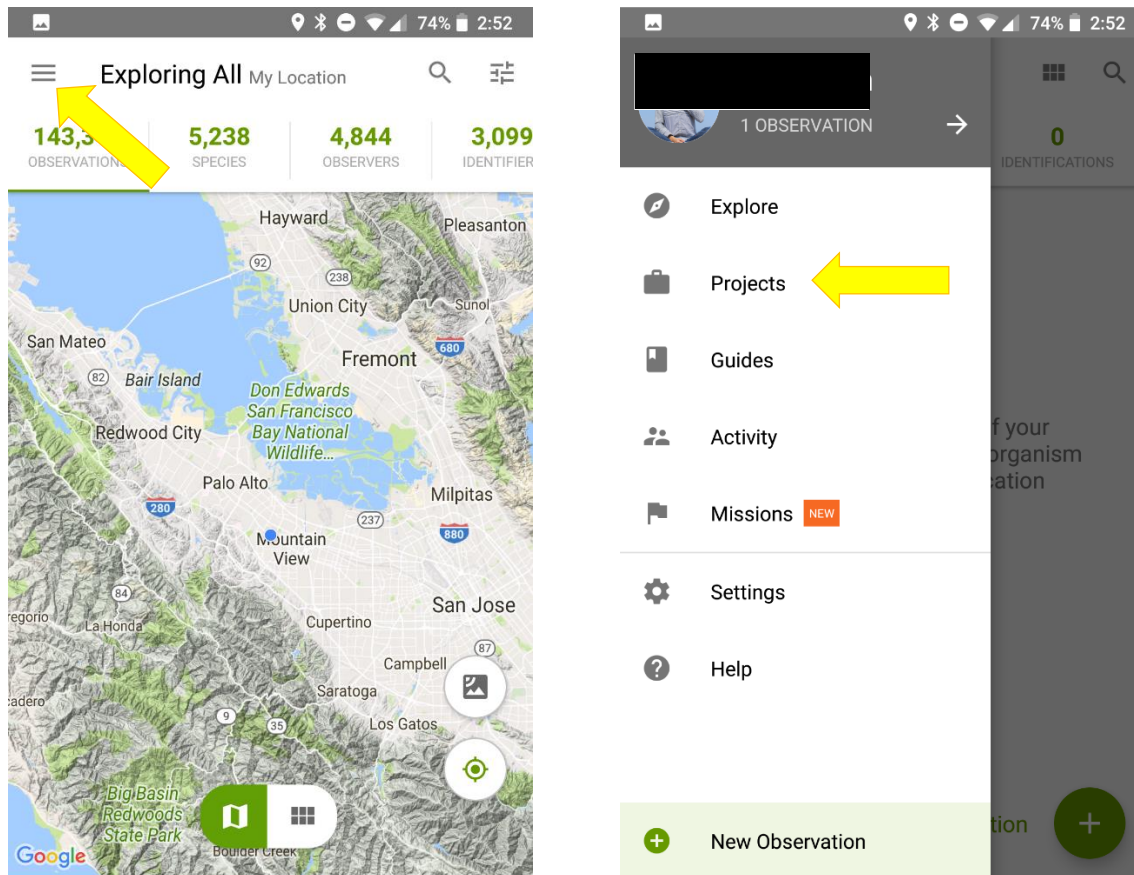 74% 2:52
Exploring All My Location
143,3 5,238 4,844 3,099
OBSERVATIONS SPECIES OBSERVERS IDENTIFIER
Hayward
Pleasanton
92
238
Union City
Sunol
San Mateo
Fremont
680
82
Bair Island
Don Edwards
San Francisco
Bay National
Wildlife...
Redwood City
Palo Alto
Milpitas
280
237
880
Mountain
View
84
San Jose
regorio
La Honda
Cupertino
87
Campbell
Saratoga
cadero
9
35
Los Gatos
Big Basin
Redwoods
State Park
Boulder Creek
Google
74% 2:52
1 OBSERVATION
0
IDENTIFICATIONS
Explore
Projects
Guides
Activity
f your
organism
cation
Missions NEW
Settings
Help
New Observation
tion